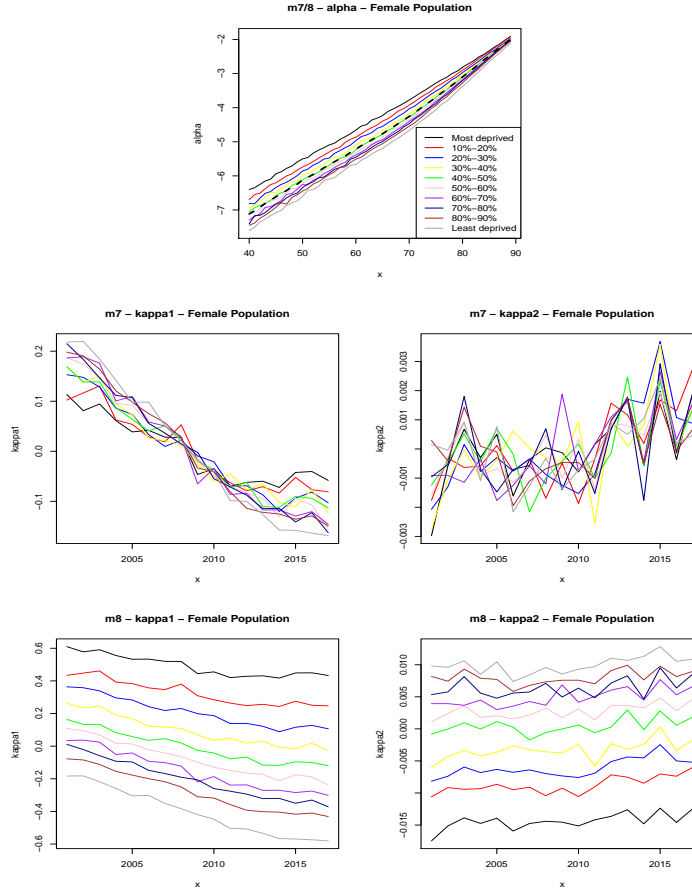 m7/8 − alpha − Female Population
−2
−3
−4
−5
−6
−7
alpha
Most deprived
10%−20%
20%−30%
30%−40%
40%−50%
50%−60%
60%−70%
70%−80%
80%−90%
Least deprived
40 50 60 70 80 90
x
m7 − kappa1 − Female Population
0.2
0.1
0.0
−0.1
kappa1
2005 2010 2015
x
m7 − kappa2 − Female Population
0.003
0.001
−0.001
−0.003
kappa2
2005 2010 2015
x
m8 − kappa1 − Female Population
0.6
0.4
0.2
0.0
−0.2
−0.4
−0.6
kappa1
2005 2010 2015
x
m8 − kappa2 − Female Population
0.010
0.005
0.000
−0.005
−0.015
kappa2
2005 2010 2015
x